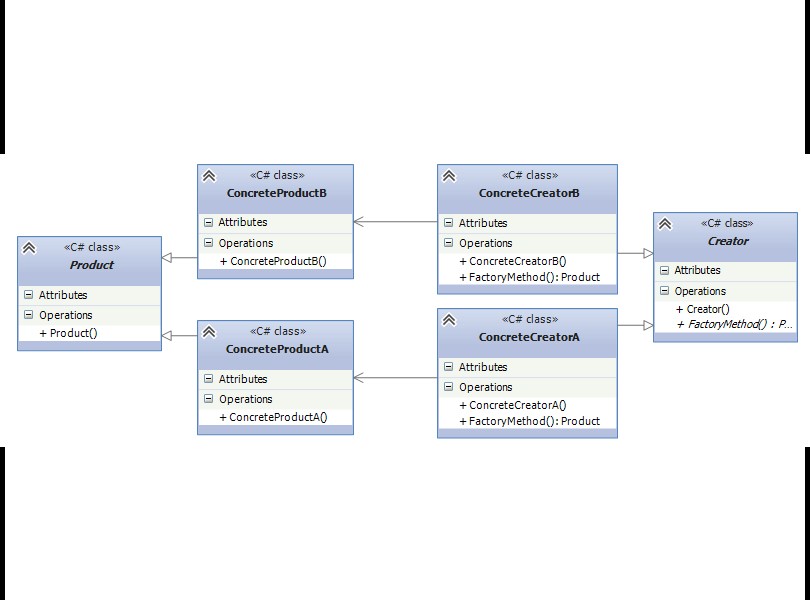 «C# class»
Product
Attributes
Operations
+ Product()
«C# class»
ConcreteProductB
Attributes
Operations
+ ConcreteProductB()
«C# class»
ConcreteProductA
Attributes
Operations
+ ConcreteProductA()
«C# class»
ConcreteCreatorB
Attributes
Operations
+ ConcreteCreatorB()
+ FactoryMethod(): Product
«C# class»
ConcreteCreatorA
Attributes
Operations
+ ConcreteCreatorA()
+ FactoryMethod(): Product
«C# class»
Creator
Attributes
Operations
+ Creator()
+ FactoryMethod() : P...